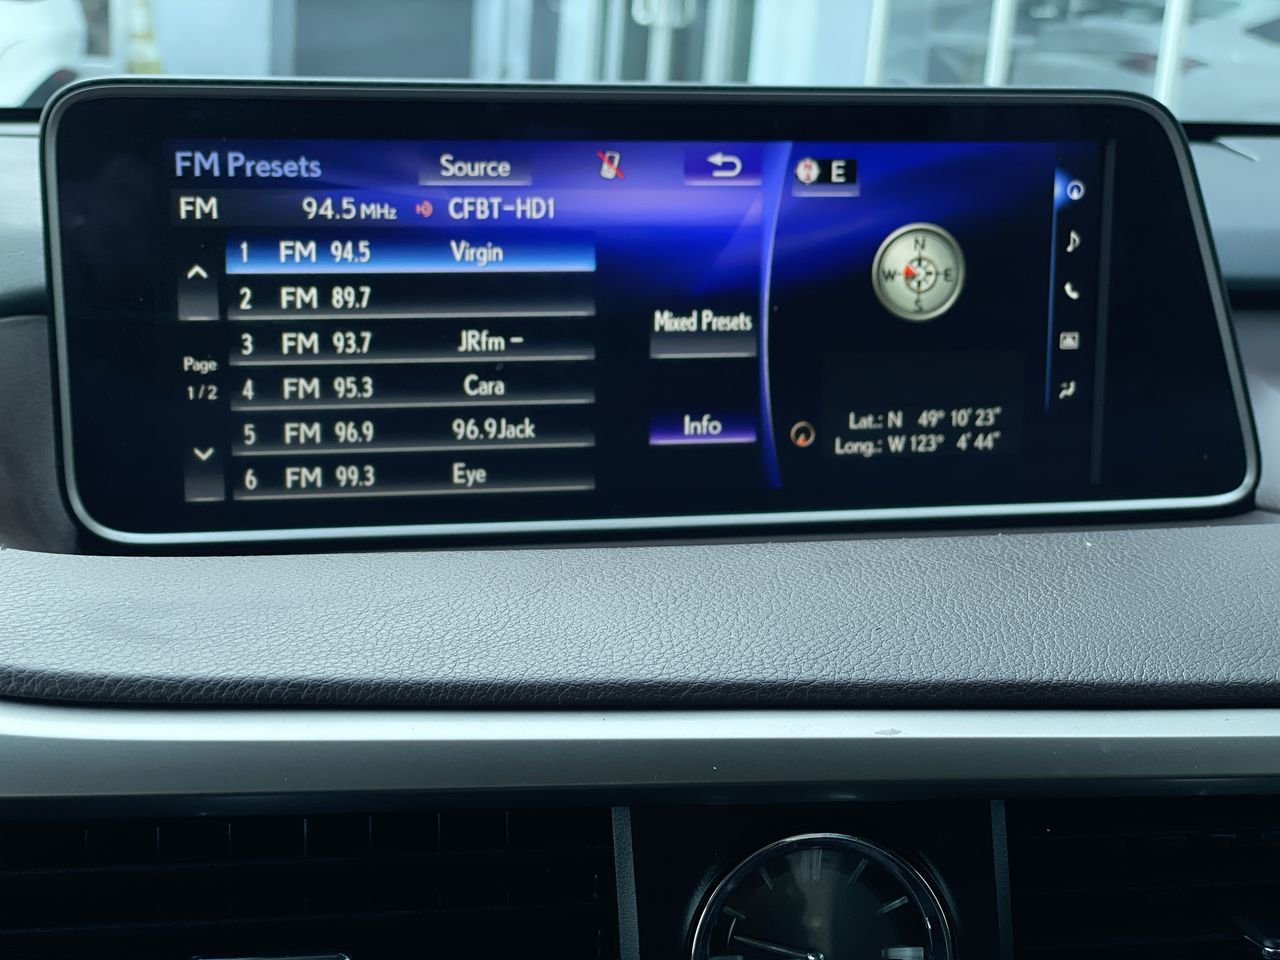 FM Presets Source E
FM 94.5 MHz CFBT-HD1
1 FM 94.5 Virgin
2 FM 89.7
3 FM 93.7 JRfm -
4 FM 95.3 Cara
5 FM 96.9 96.9Jack
6 FM 99.3 Eye
Page
1/2
Mixed Presets
Info
N
W E
S
Lat.: N 49° 10' 23"
Long.: W 123° 4' 44"